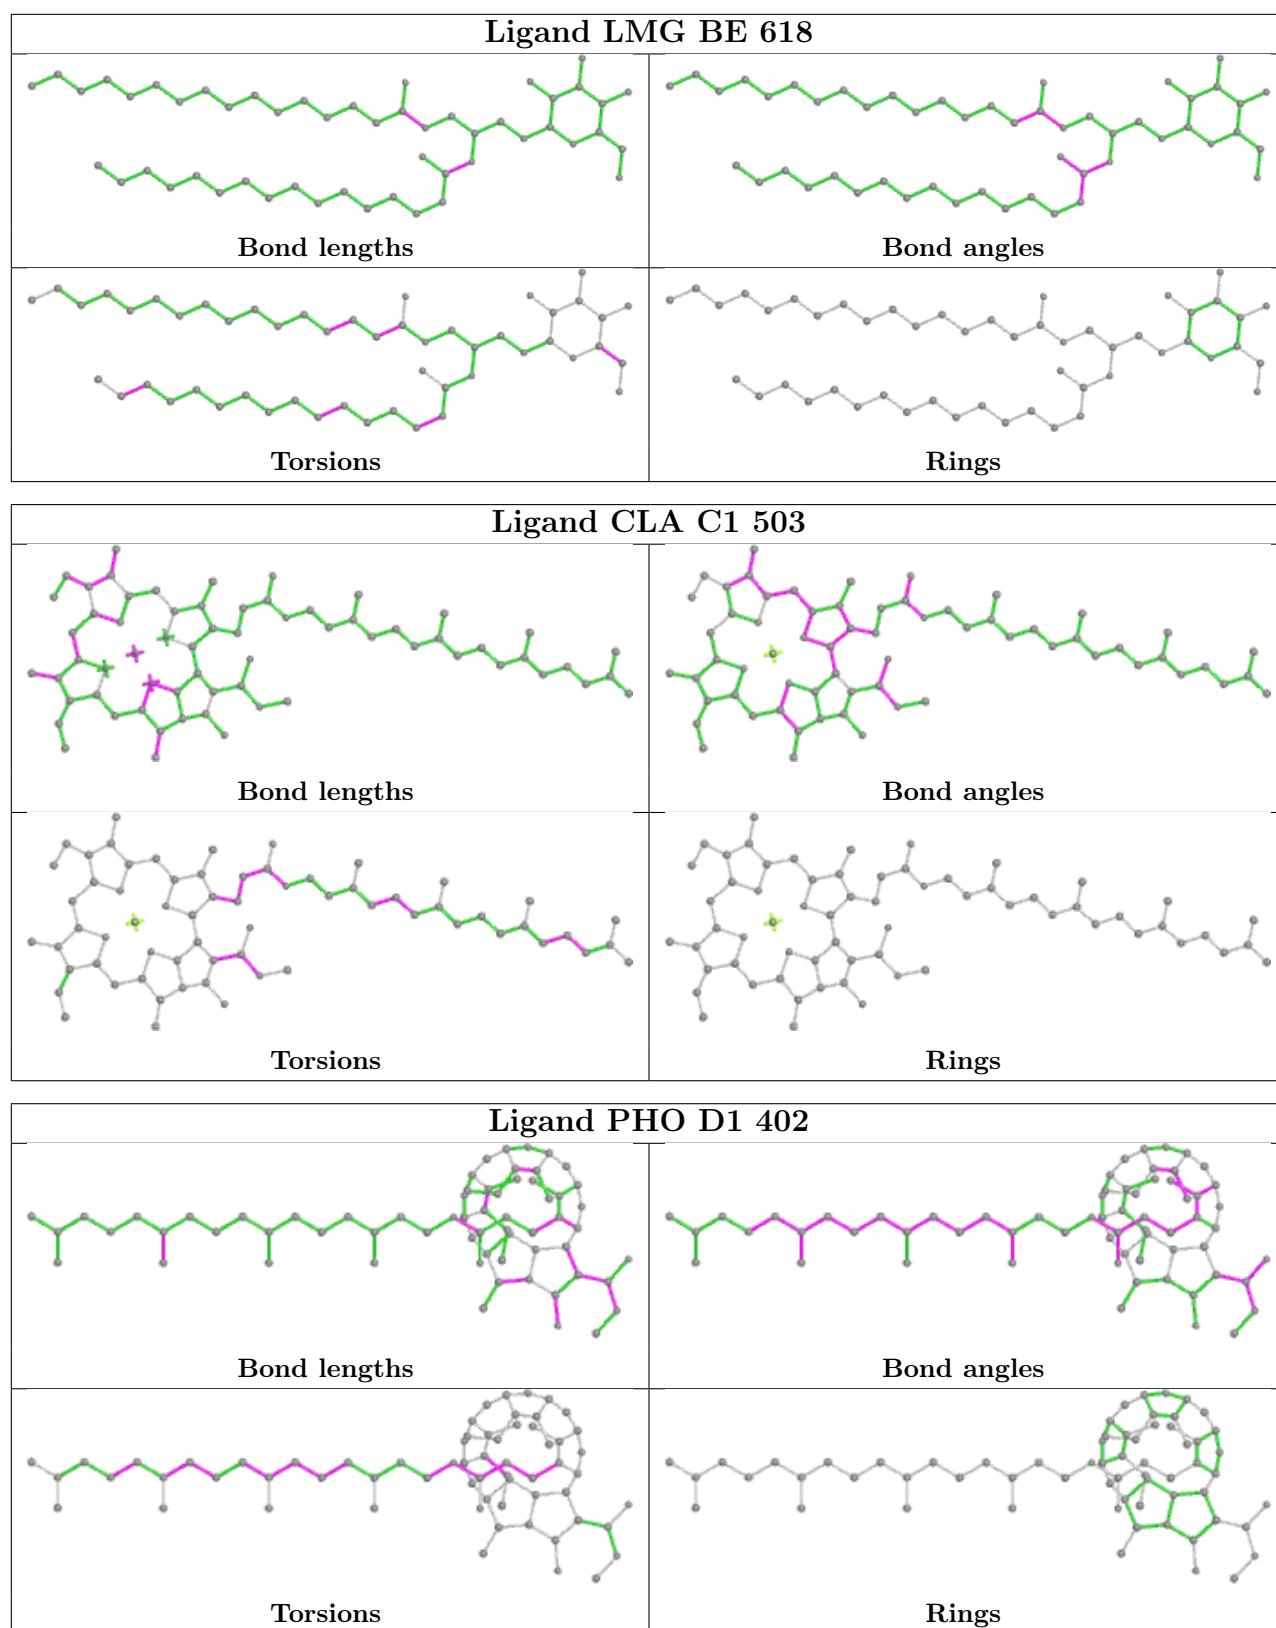 Ligand LMG BE 618
Bond lengths
Bond angles
Torsions
Rings
Ligand CLA C1 503
Bond lengths
Bond angles
Torsions
Rings
Ligand PHO D1 402
Bond lengths
Bond angles
Torsions
Rings